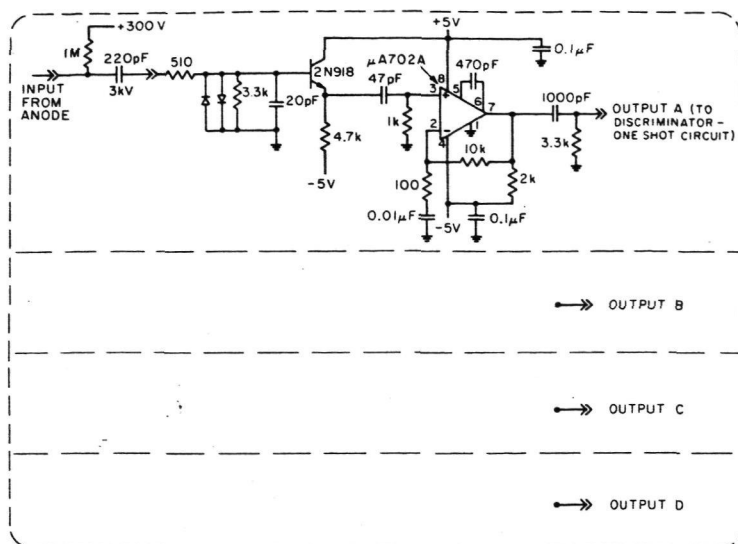 +300V
+5V
1M
220pF
510
2N918
μA702A
470pF
0.1μF
3kV
47pF
8
5
3
6
7
1000pF
INPUT
FROM
ANODE
3.3k
20pF
1k
2
1
4
OUTPUT A (TO
DISCRIMINATOR-
ONE SHOT CIRCUIT)
4.7k
10k
3.3k
100
2k
-5V
0.01μF
-5V
0.1μF
OUTPUT B
OUTPUT C
OUTPUT D